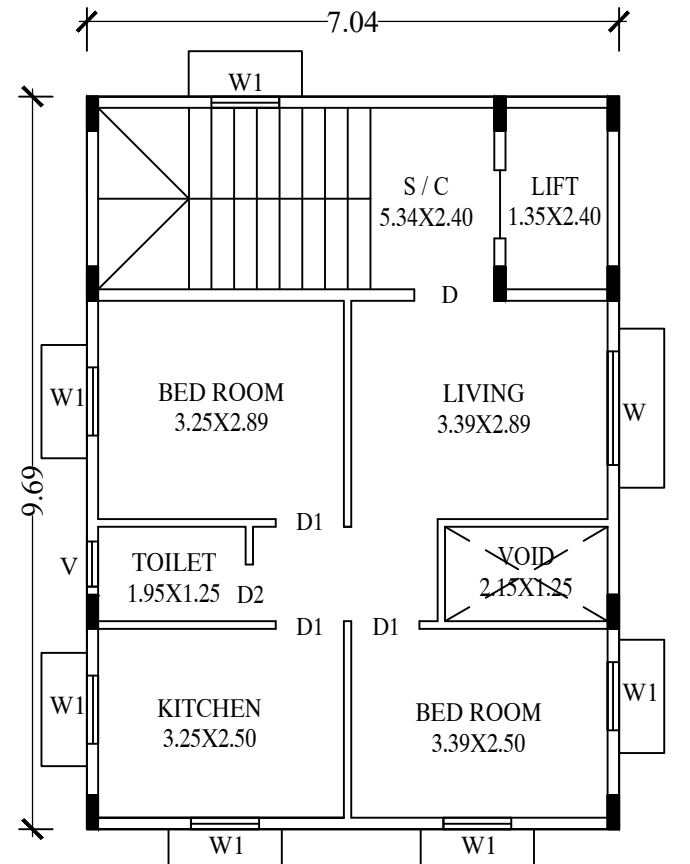 7.04
W1
S / C
5.34X2.40
LIFT
1.35X2.40
D
BED ROOM
3.25X2.89
LIVING
3.39X2.89
W1
W
9.69
D1
V
TOILET
1.95X1.25
D2
VOID
2.15X1.25
D1
D1
W1
KITCHEN
3.25X2.50
BED ROOM
3.39X2.50
W1
W1
W1